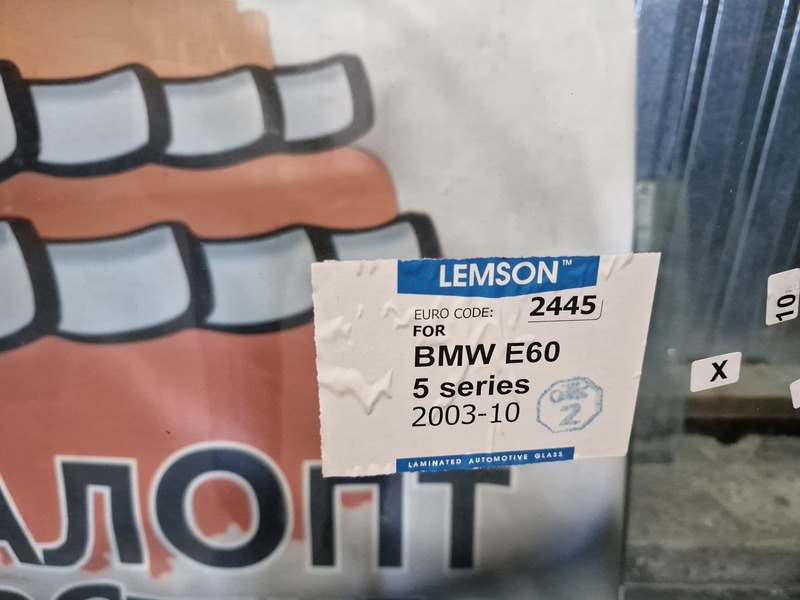 LEMSON™
EURO CODE: 2445
FOR
BMW E60
5 series
2003-10
2
LAMINATED AUTOMOTIVE GLASS
10
X
АЛОПТ